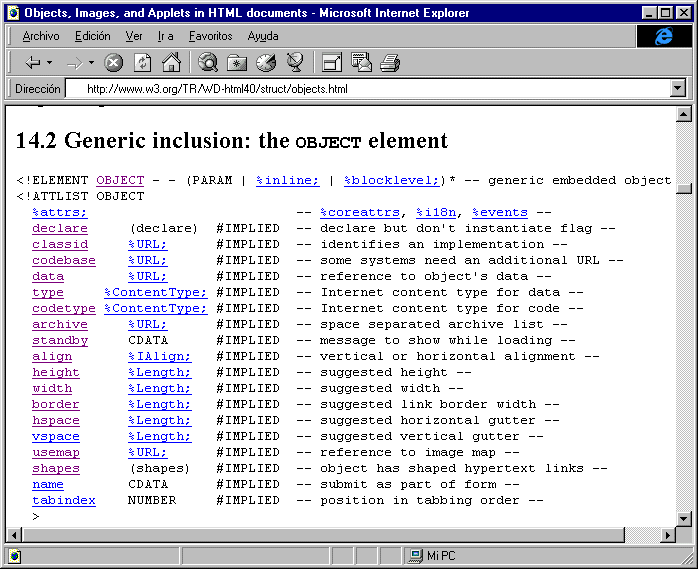 Objects, Images, and Applets in HTML documents - Microsoft Internet Explorer
Archivo Edición Ver Ir a Favoritos Ayuda
Dirección http://www.w3.org/TR/WD-html40/struct/objects.html
14.2 Generic inclusion: the OBJECT element
<!ELEMENT OBJECT - - (PARAM | %inline; | %blocklevel;)* -- generic embedded object
<!ATTLIST OBJECT
%attrs; -- %coreattrs, %i18n, %events --
declare (declare) #IMPLIED -- declare but don't instantiate flag --
classid %URL; #IMPLIED -- identifies an implementation --
codebase %URL; #IMPLIED -- some systems need an additional URL --
data %URL; #IMPLIED -- reference to object's data --
type %ContentType; #IMPLIED -- Internet content type for data --
codetype %ContentType; #IMPLIED -- Internet content type for code --
archive %URL; #IMPLIED -- space separated archive list --
standby CDATA #IMPLIED -- message to show while loading --
align %IAlign; #IMPLIED -- vertical or horizontal alignment --
height %Length; #IMPLIED -- suggested height --
width %Length; #IMPLIED -- suggested width --
border %Length; #IMPLIED -- suggested link border width --
hspace %Length; #IMPLIED -- suggested horizontal gutter --
vspace %Length; #IMPLIED -- suggested vertical gutter --
usemap %URL; #IMPLIED -- reference to image map --
shapes (shapes) #IMPLIED -- object has shaped hypertext links --
name CDATA #IMPLIED -- submit as part of form --
tabindex NUMBER #IMPLIED -- position in tabbing order --
>
Mi PC